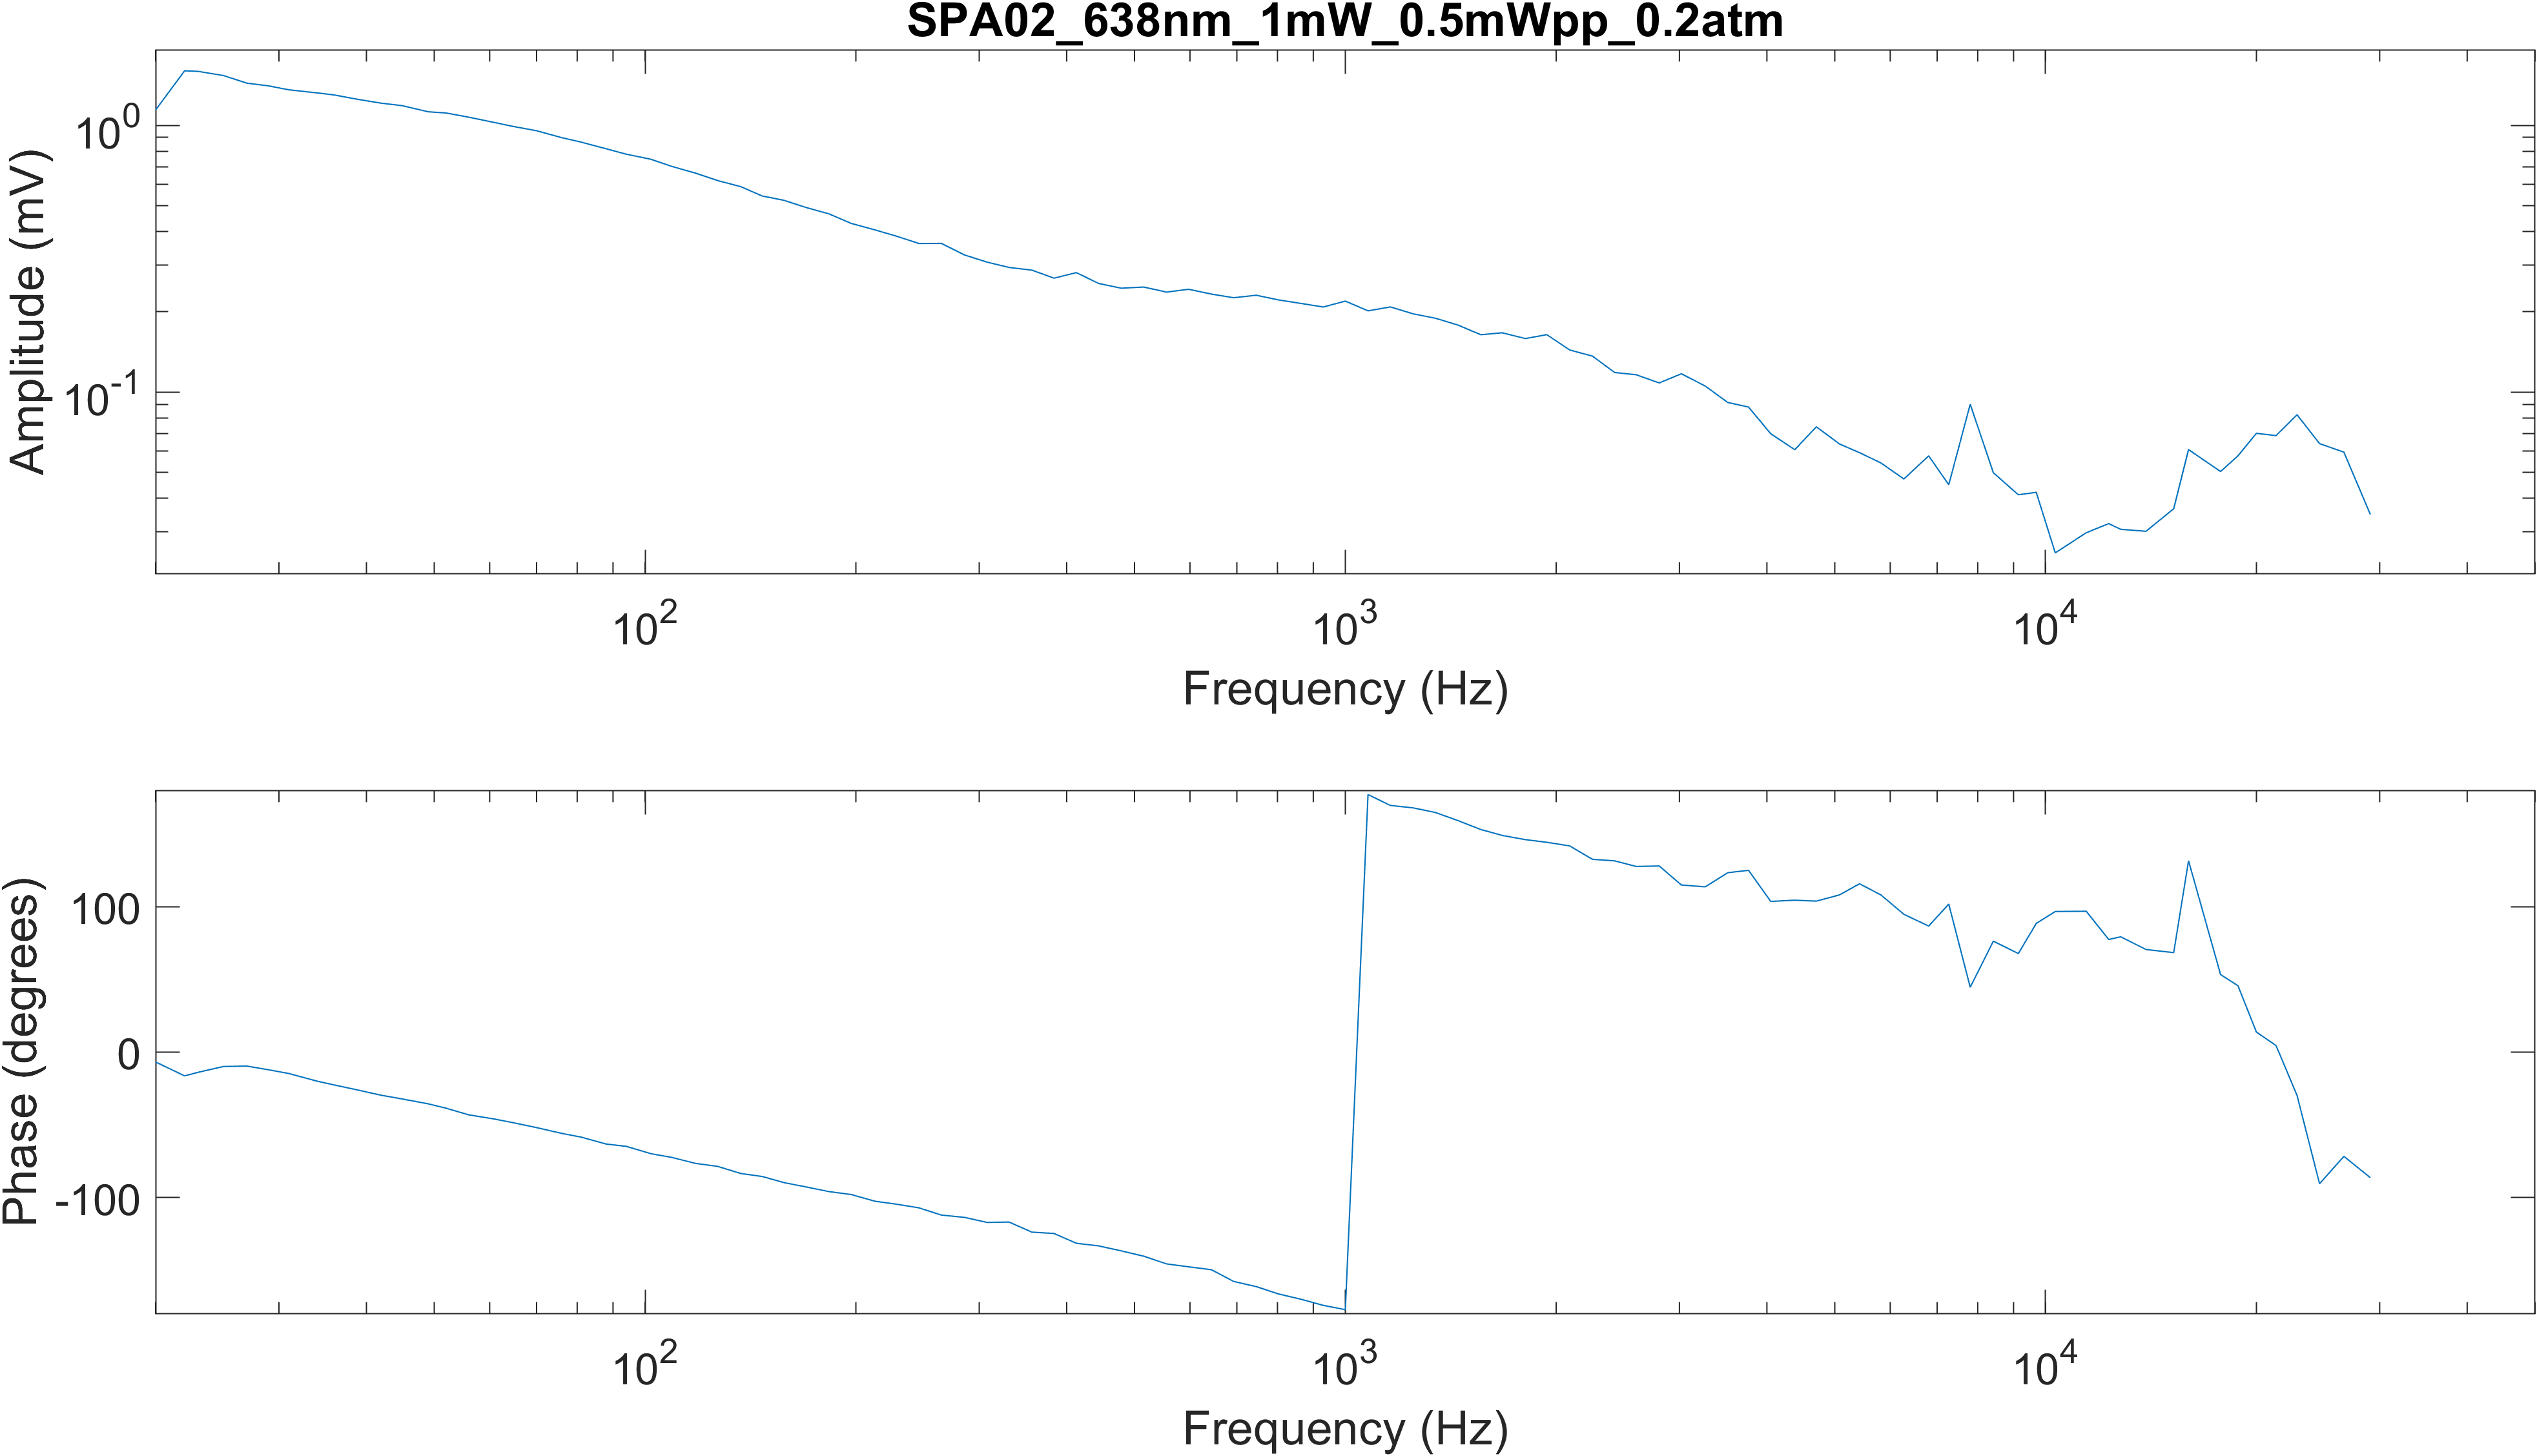 SPA02_638nm_1mW_0.5mWpp_0.2atm
Amplitude (mV)
10^0
10^-1
10^2
10^3
10^4
Frequency (Hz)
Phase (degrees)
100
0
-100
10^2
10^3
10^4
Frequency (Hz)